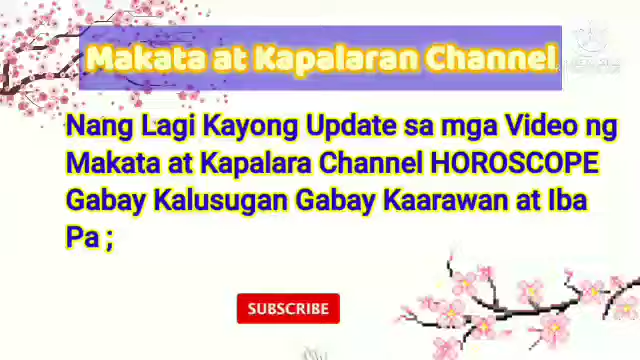 Makata at Kapalaran Channel
Nang Lagi Kayong Update sa mga Video ng
Makata at Kapalara Channel HOROSCOPE
Gabay Kalusugan Gabay Kaarawan at Iba
Pa ;
SUBSCRIBE